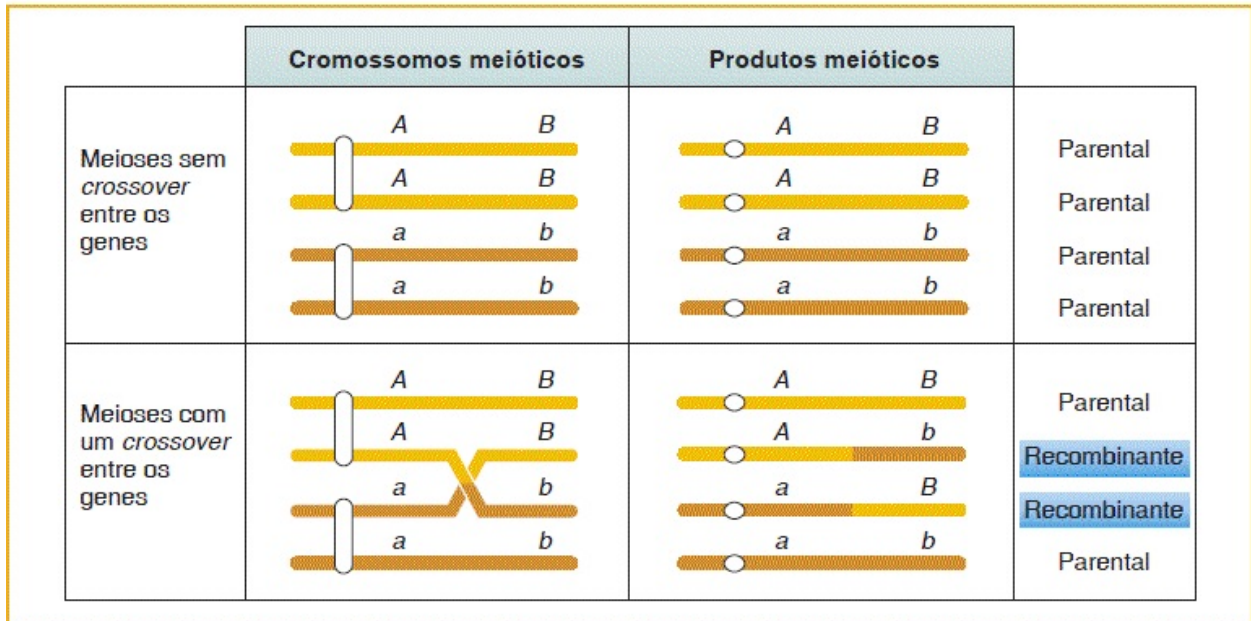 Cromossomos meióticos Produtos meióticos
Meioses sem
crossover
entre os
genes
A B
A B
a b
a b
A B
A B
a b
a b
Parental
Parental
Parental
Parental
Meioses com
um crossover
entre os
genes
A B
A B
a b
a b
A B
A b
a B
a b
Parental
Recombinante
Recombinante
Parental